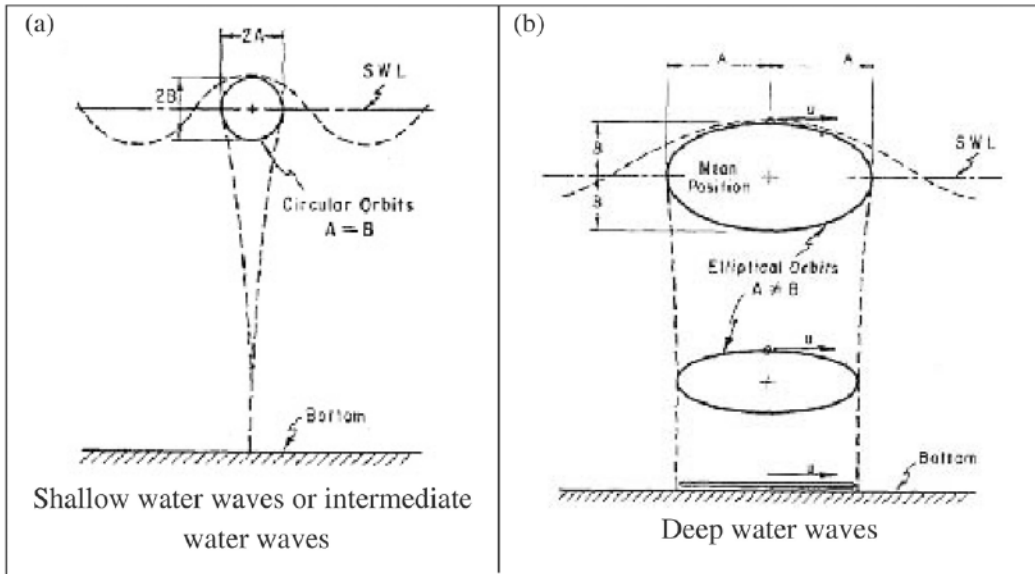 (a)
2A
SWL
2B
Circular Orbits
A = B
Bottom
Shallow water waves or intermediate
water waves
(b)
A
A
u
B
SWL
Mean
Position
B
Elliptical Orbits
A ≠ B
u
u
Bottom
Deep water waves